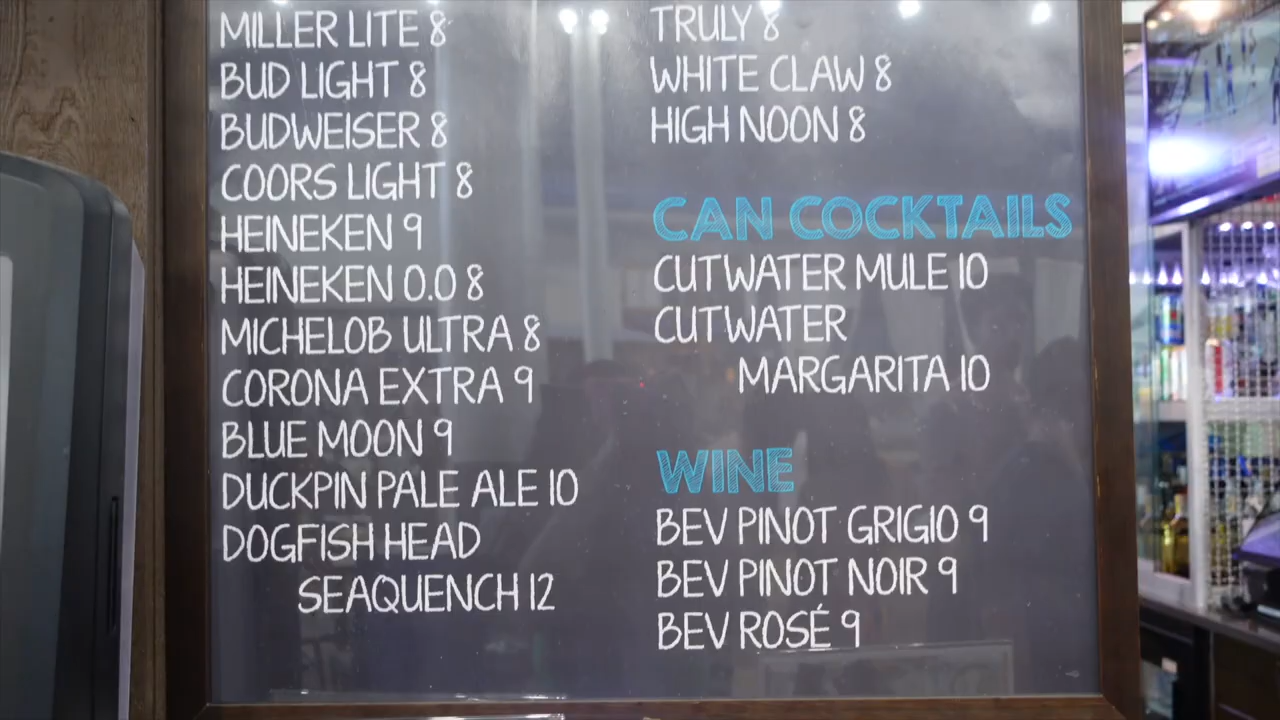 MILLER LITE 8
BUD LIGHT 8
BUDWEISER 8
COORS LIGHT 8
HEINEKEN 9
HEINEKEN 0.0 8
MICHELOB ULTRA 8
CORONA EXTRA 9
BLUE MOON 9
DUCKPIN PALE ALE 10
DOGFISH HEAD
SEAQUENCH 12
TRULY 8
WHITE CLAW 8
HIGH NOON 8
CAN COCKTAILS
CUTWATER MULE 10
CUTWATER
MARGARITA 10
WINE
BEV PINOT GRIGIO 9
BEV PINOT NOIR 9
BEV ROSÉ 9